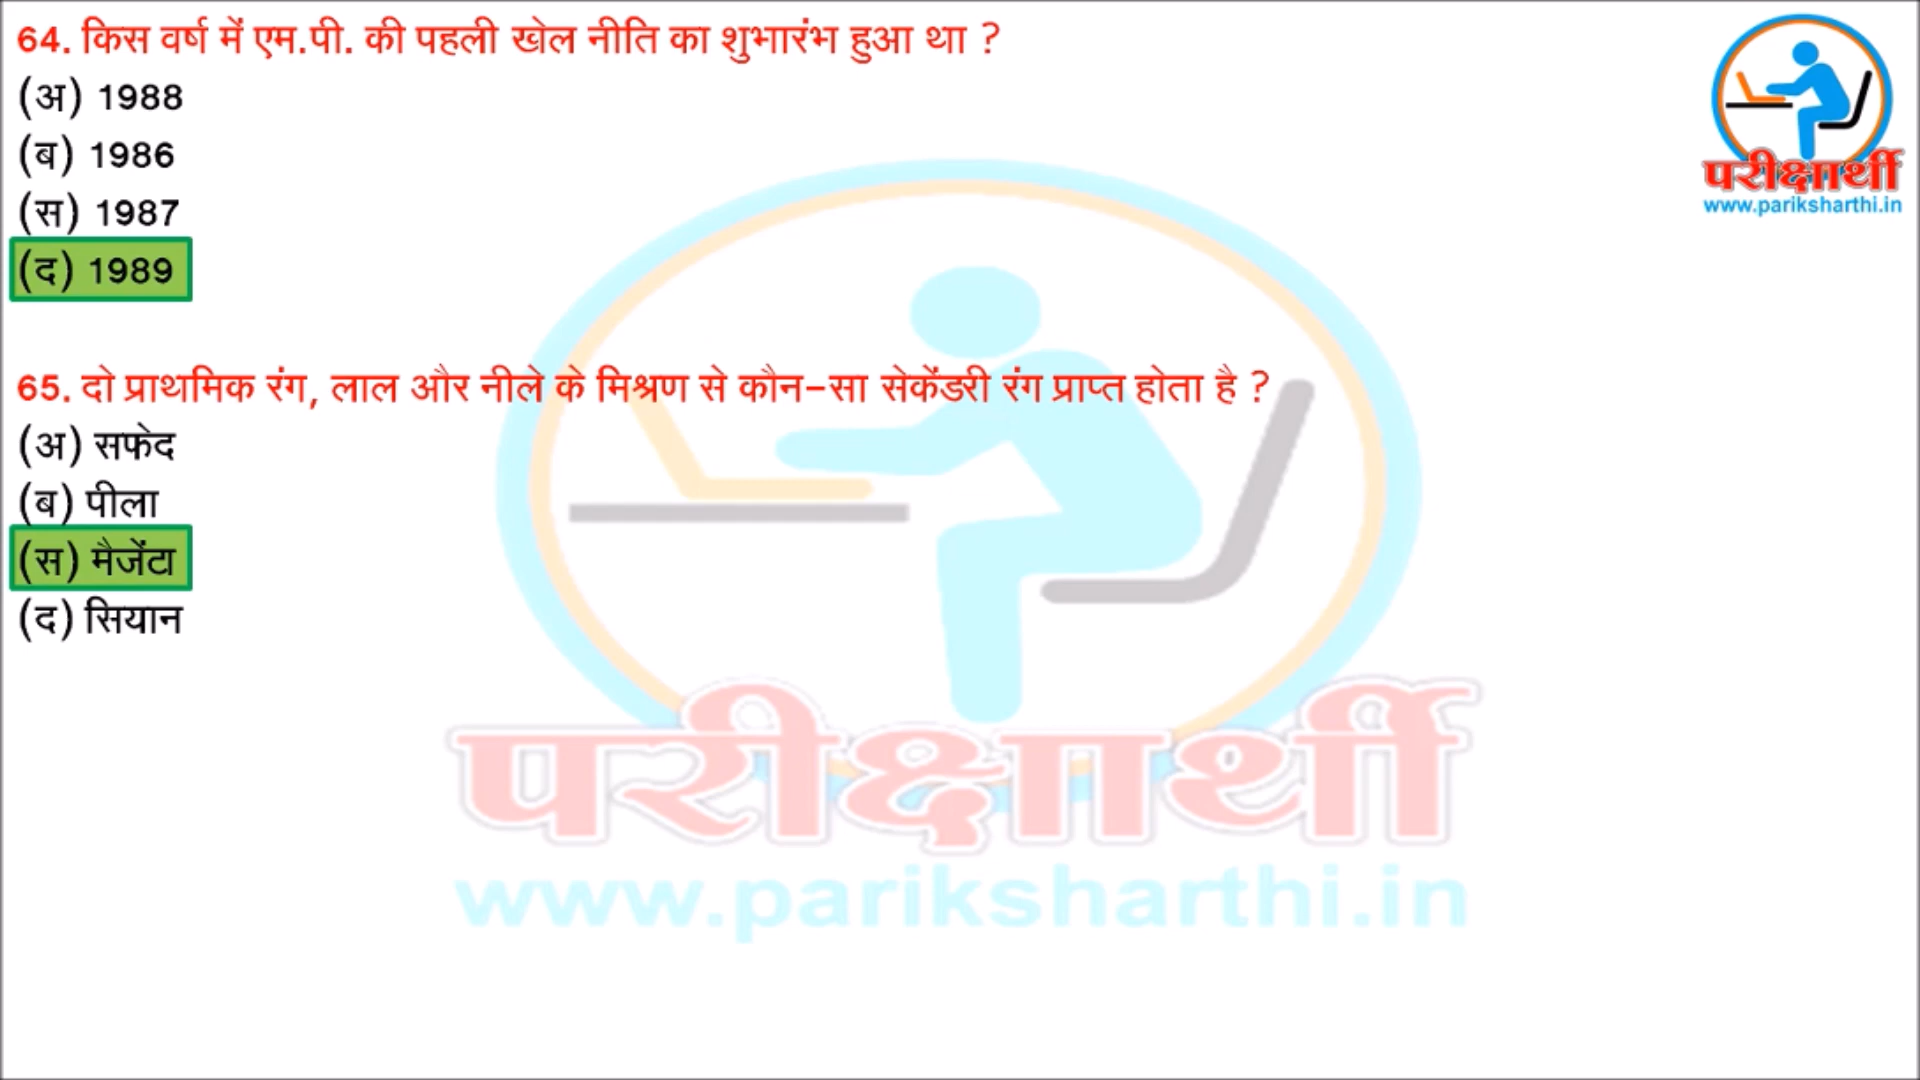 64. किस वर्ष में एम.पी. की पहली खेल नीति का शुभारंभ हुआ था ?
(अ) 1988
(ब) 1986
(स) 1987
(द) 1989
परीक्षार्थी
www.pariksharthi.in
65. दो प्राथमिक रंग, लाल और नीले के मिश्रण से कौन-सा सेकेंडरी रंग प्राप्त होता है ?
(अ) सफेद
(ब) पीला
(स) मैजेंटा
(द) सियान
परीक्षार्थी
www.pariksharthi.in